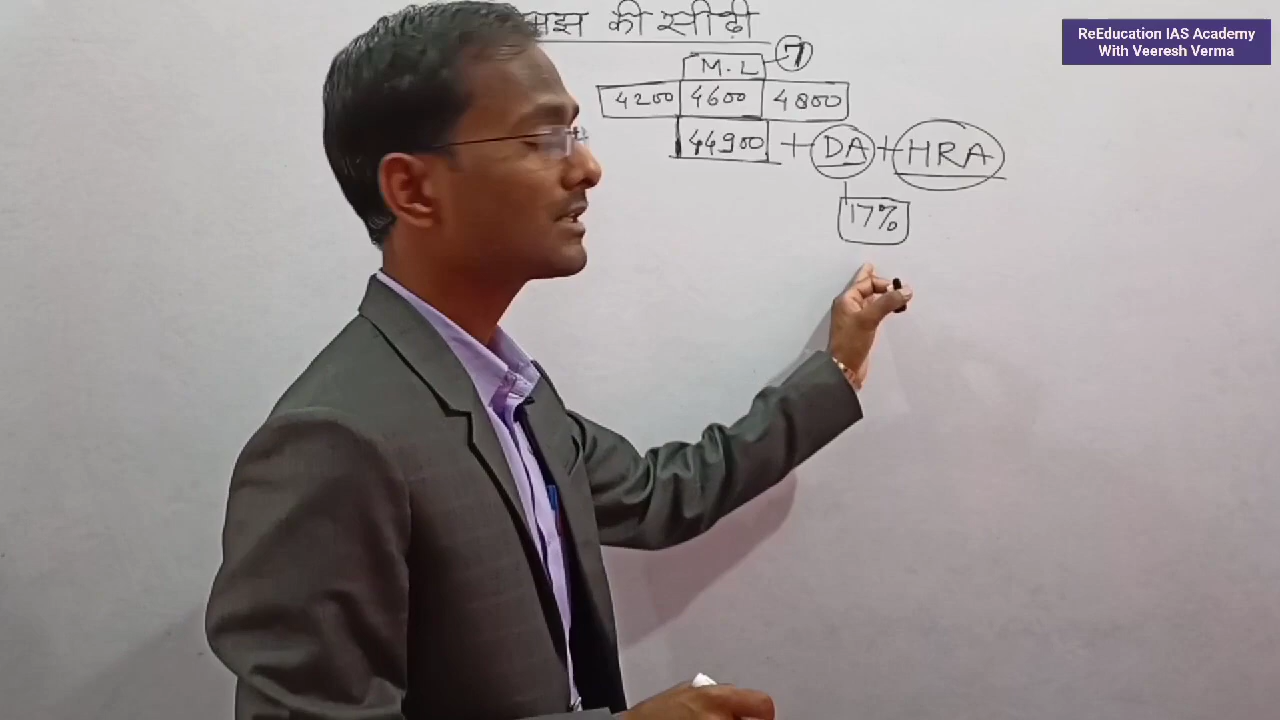 की सीढ़ी
ReEducation IAS Academy
With Veeresh Verma
M.L 7
4200 4600 4800
44900 + DA + HRA
17%